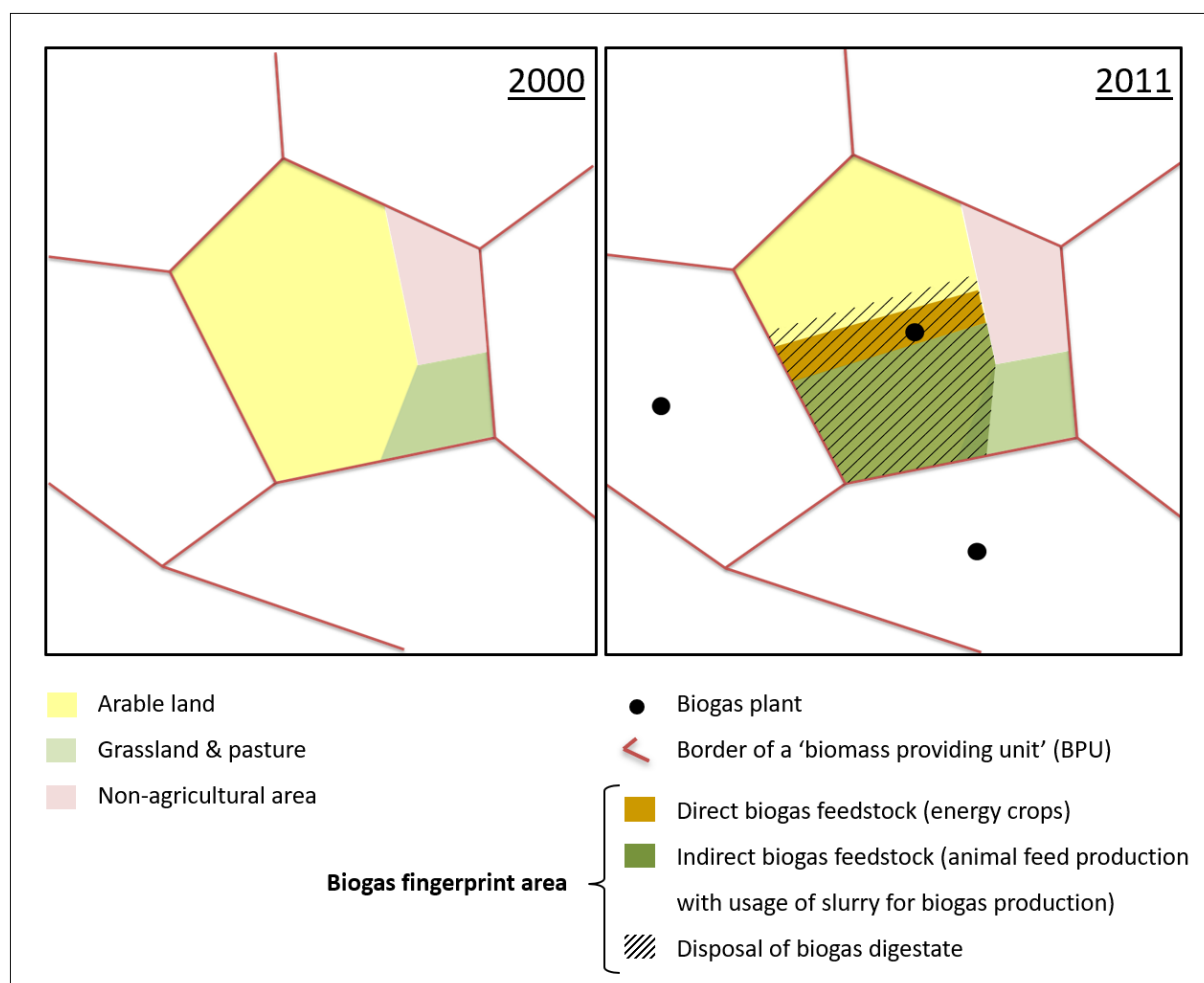 2000
2011
Arable land
Grassland & pasture
Non-agricultural area
Biogas plant
Border of a ‘biomass providing unit’ (BPU)
Biogas fingerprint area
Direct biogas feedstock (energy crops)
Indirect biogas feedstock (animal feed production
with usage of slurry for biogas production)
Disposal of biogas digestate